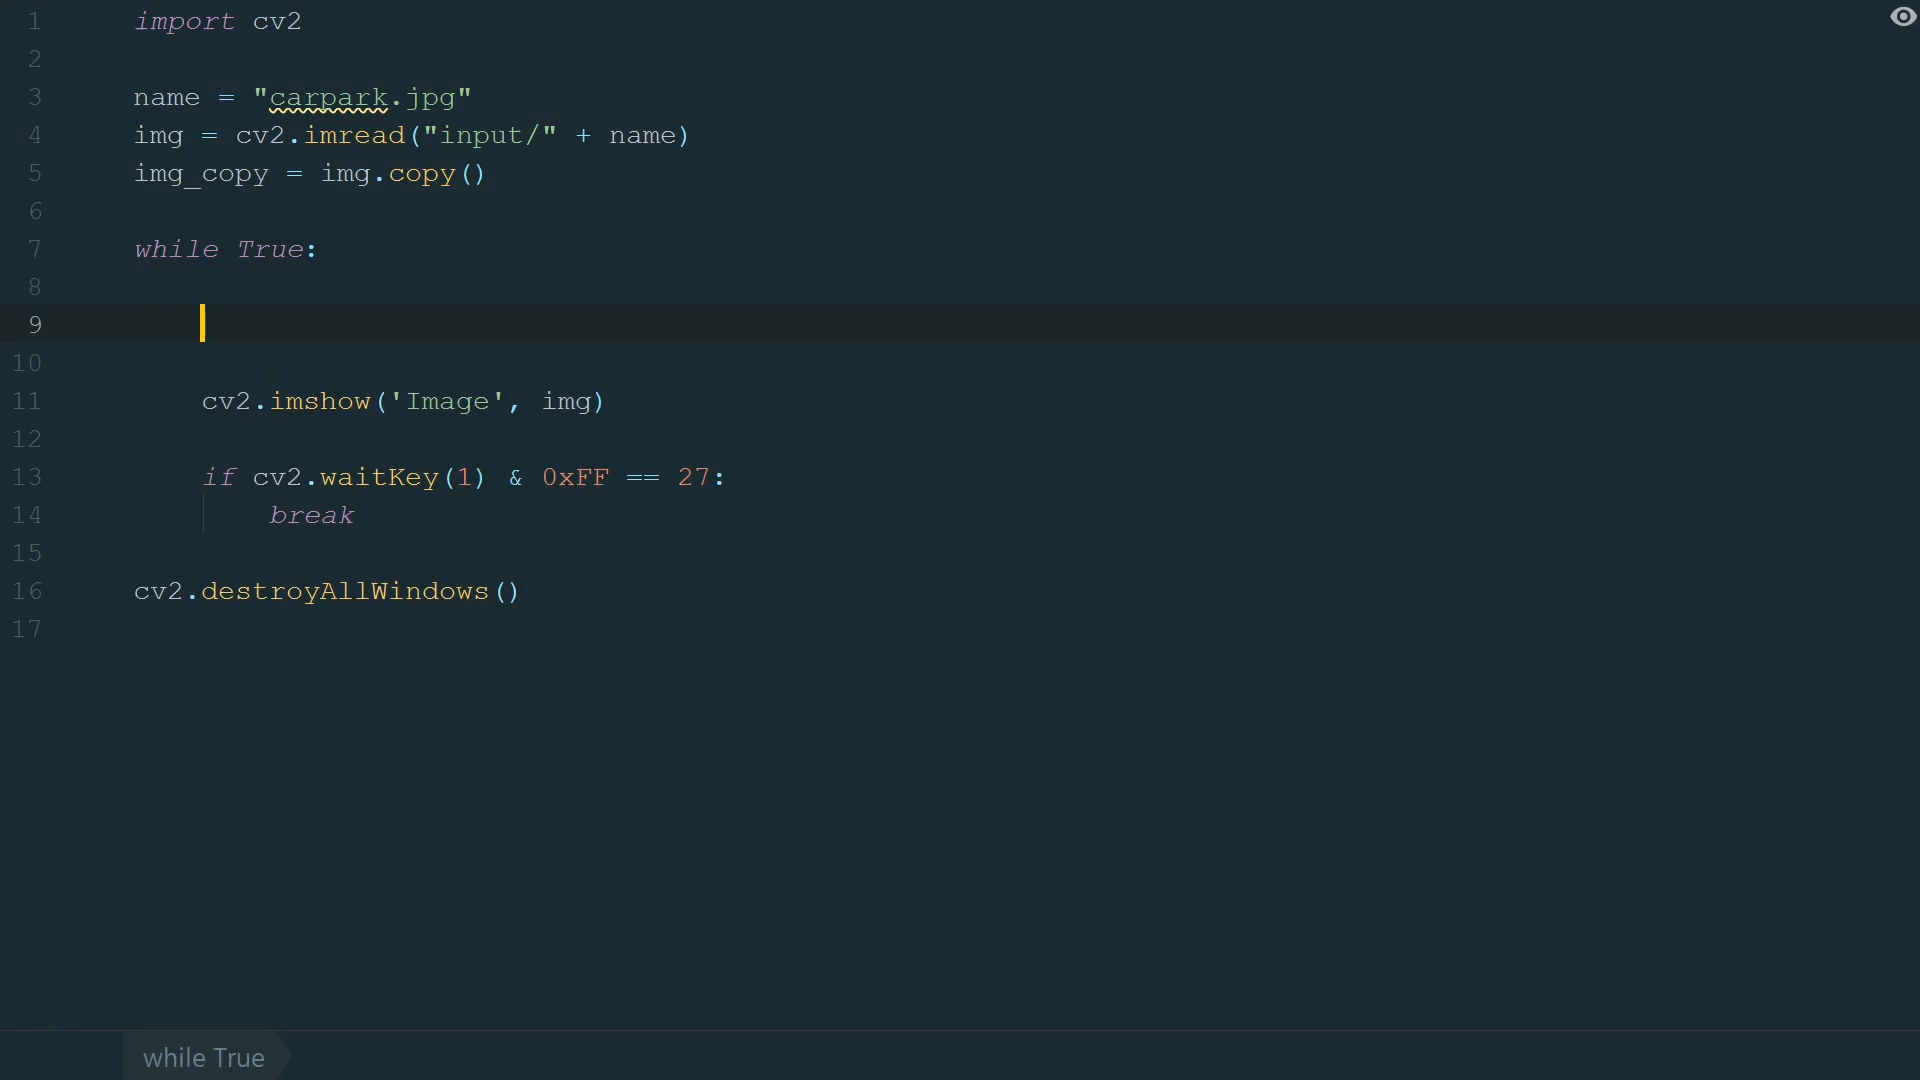 1 import cv2
2
3 name = "carpark.jpg"
4 img = cv2.imread("input/" + name)
5 img_copy = img.copy()
6
7 while True:
8
9
10
11 cv2.imshow('Image', img)
12
13 if cv2.waitKey(1) & 0xFF == 27:
14 break
15
16 cv2.destroyAllWindows()
17
while True